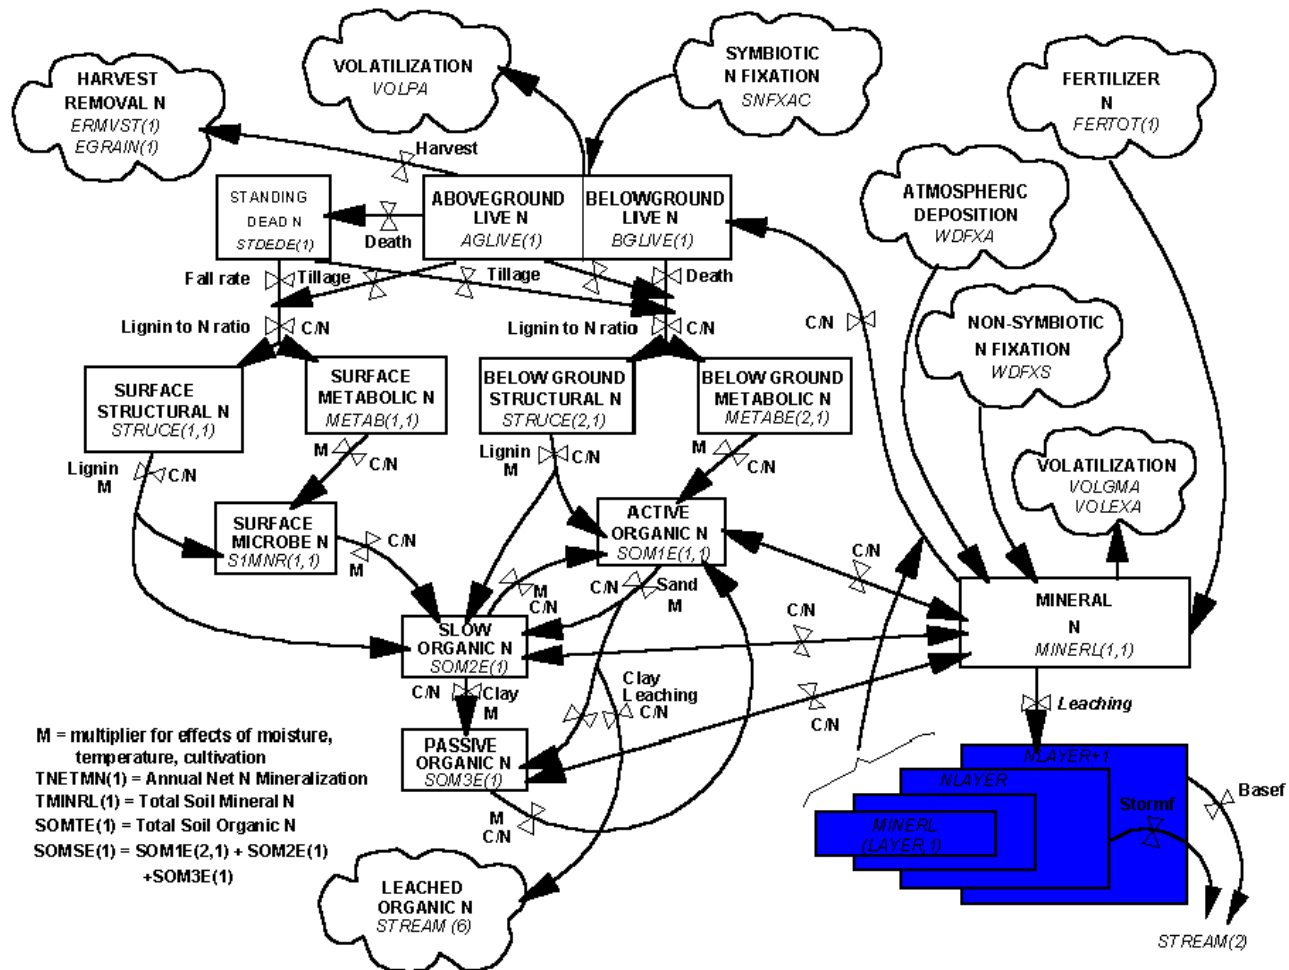 HARVEST
REMOVAL N
ERMVST(1)
EGRAIN(1)
VOLATILIZATION
VOLPA
SYMBIOTIC
N FIXATION
SNFXAC
FERTILIZER
N
FERTOT(1)
Harvest
STANDING
DEAD N
STDEDE(1)
Death
ABOVEGROUND
LIVE N
AGLIVE(1)
BELOWGROUND
LIVE N
BGLIVE(1)
ATMOSPHERIC
DEPOSITION
WDFXA
Fall rate
Tillage
Tillage
Death
Lignin to N ratio
C/N
Lignin to N ratio
C/N
C/N
NON-SYMBIOTIC
N FIXATION
WDFXS
SURFACE
STRUCTURAL N
STRUCE(1,1)
SURFACE
METABOLIC N
METAB(1,1)
BELOW GROUND
STRUCTURAL N
STRUCE(2,1)
BELOW GROUND
METABOLIC N
METABE(2,1)
Lignin
M
C/N
M
C/N
Lignin
M
C/N
M
C/N
VOLATILIZATION
VOLGMA
VOLEXA
SURFACE
MICROBE N
S1MNR(1,1)
C/N
M
ACTIVE
ORGANIC N
SOM1E(1,1)
C/N
M
C/N
C/N
Sand
M
MINERAL
N
MINERL(1,1)
SLOW
ORGANIC N
SOM2E(1)
C/N
C/N
Clay
M
Clay
Leaching
C/N
C/N
Leaching
PASSIVE
ORGANIC N
SOM3E(1)
M
C/N
M = multiplier for effects of moisture,
temperature, cultivation
TNETMN(1) = Annual Net N Mineralization
TMINRL(1) = Total Soil Mineral N
SOMTE(1) = Total Soil Organic N
SOMSE(1) = SOM1E(2,1) + SOM2E(1)
+SOM3E(1)
NLAYER+1
NLAYER
MINERL
(LAYER,1)
Stormf
Basef
LEACHED
ORGANIC N
STREAM (6)
STREAM(2)